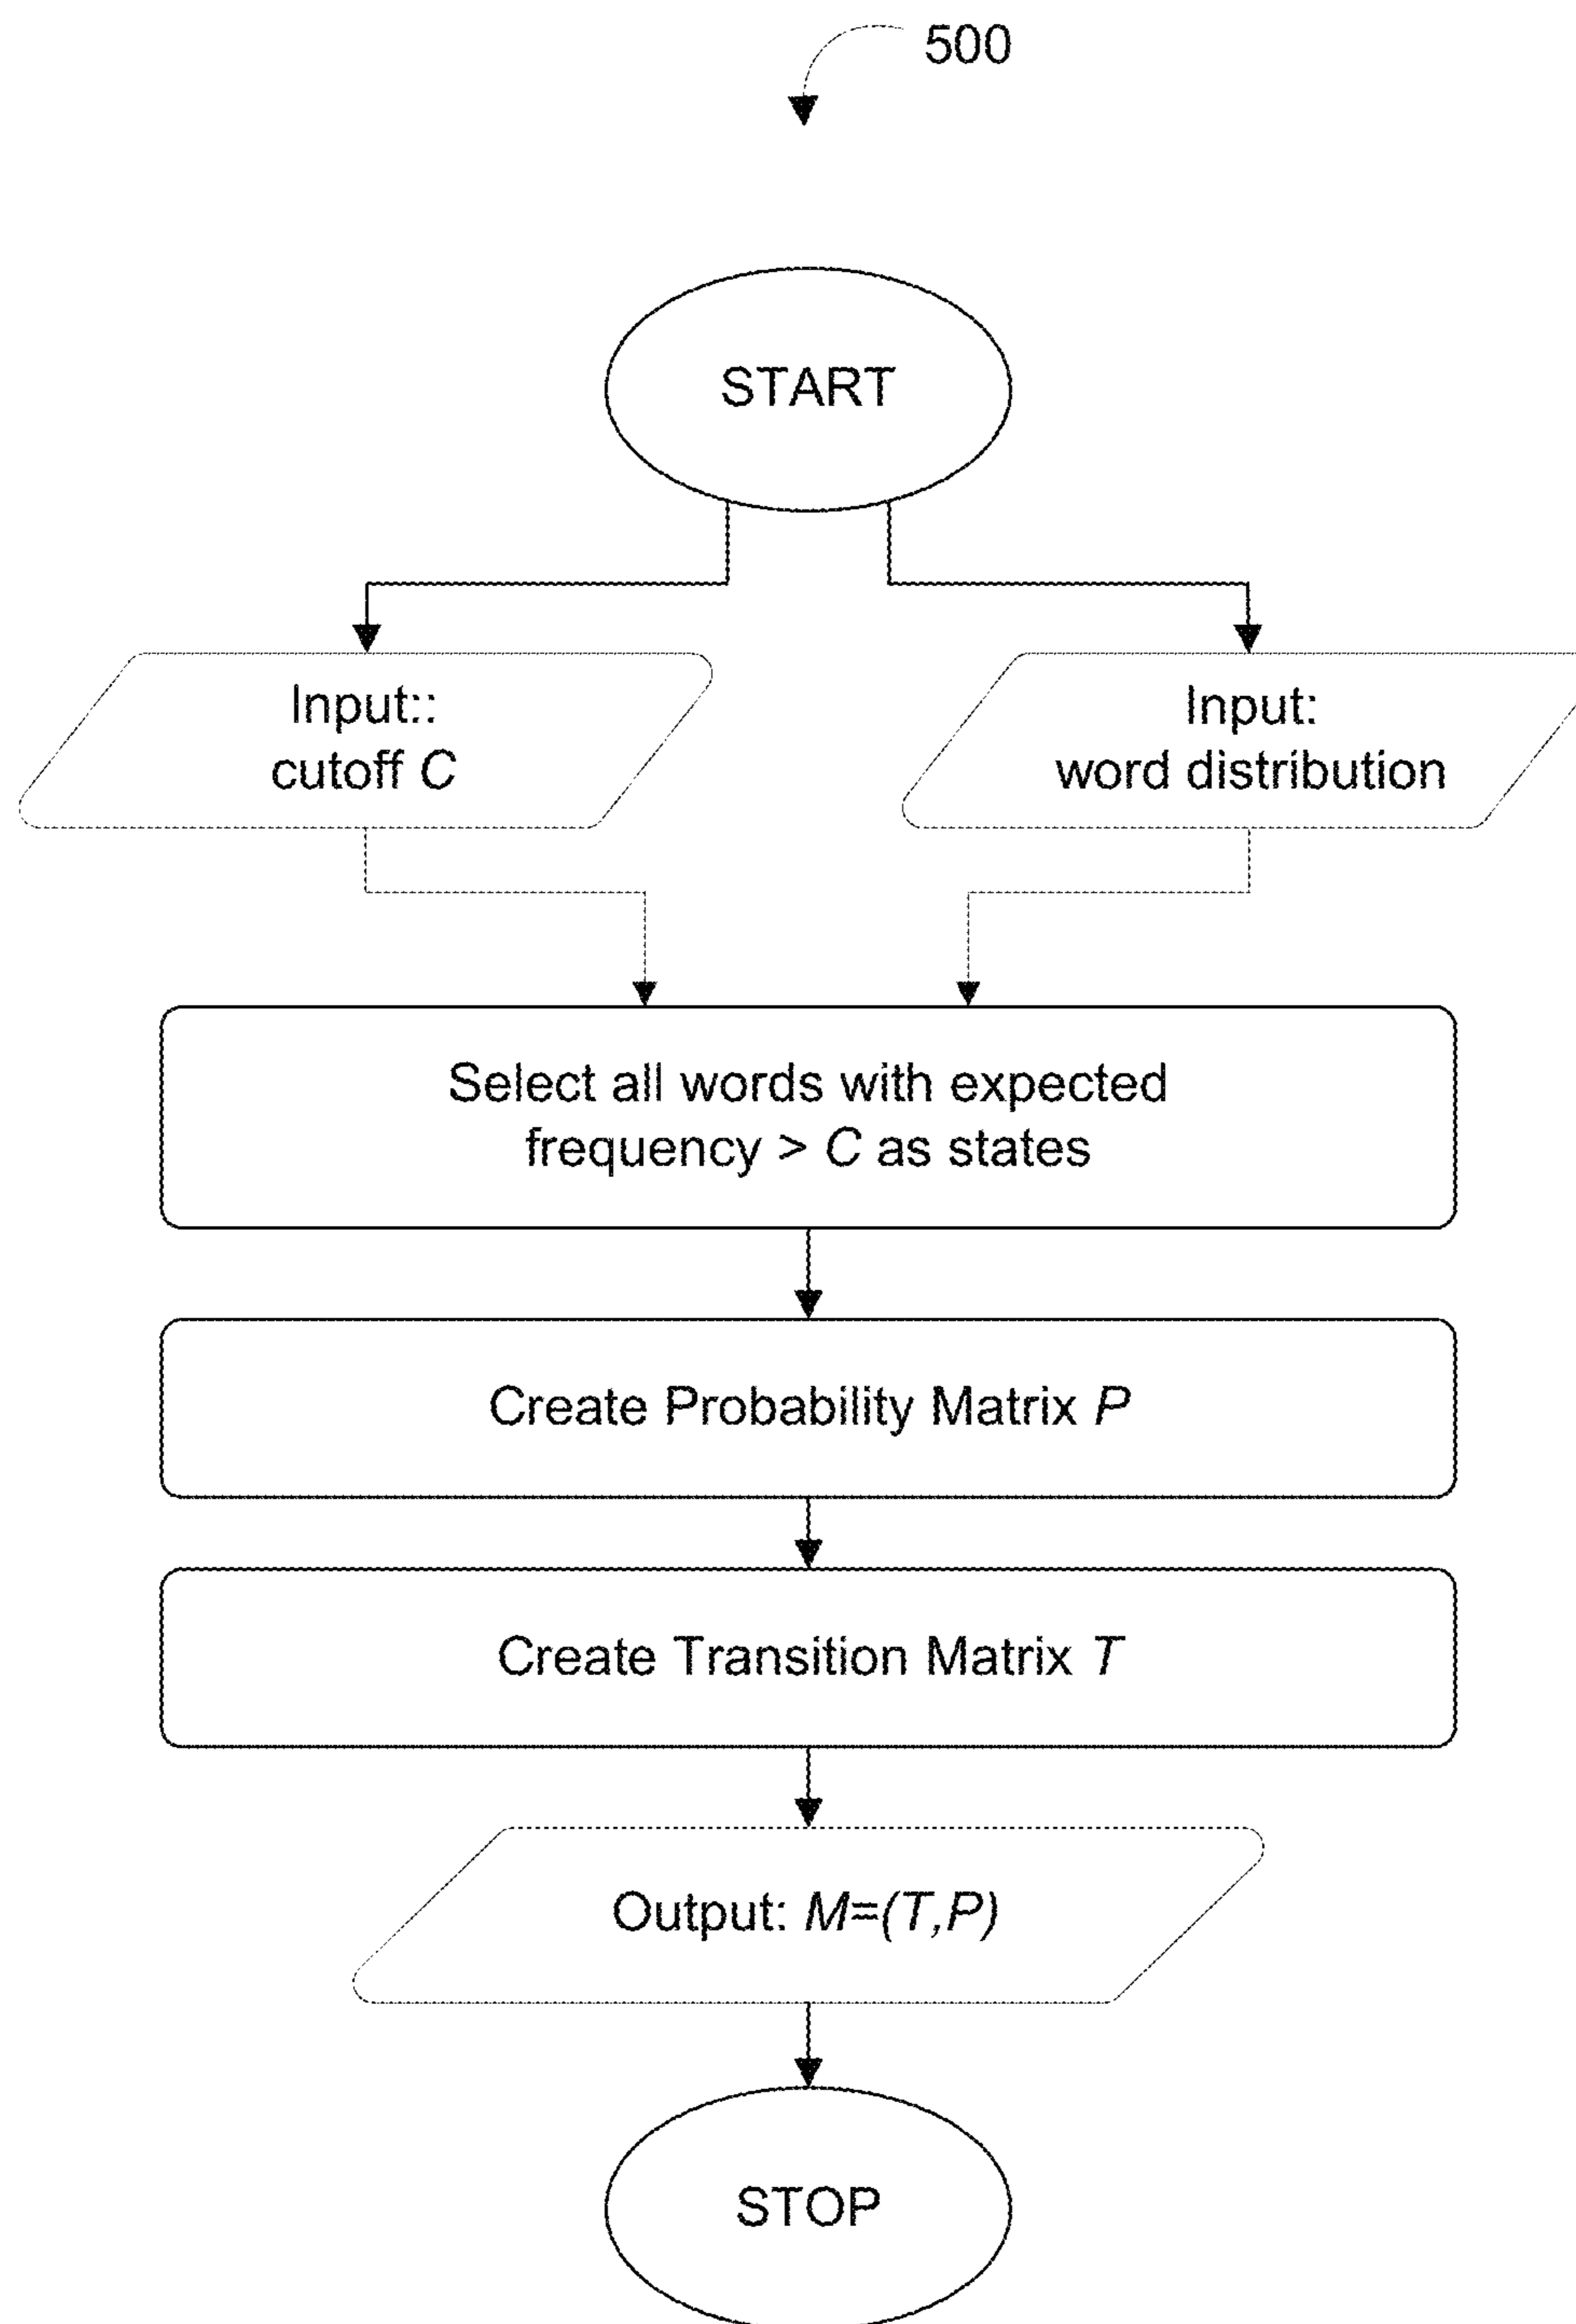 500
START
Input::
cutoff C
Input:
word distribution
Select all words with expected
frequency > C as states
Create Probability Matrix P
Create Transition Matrix T
Output: M=(T,P)
STOP